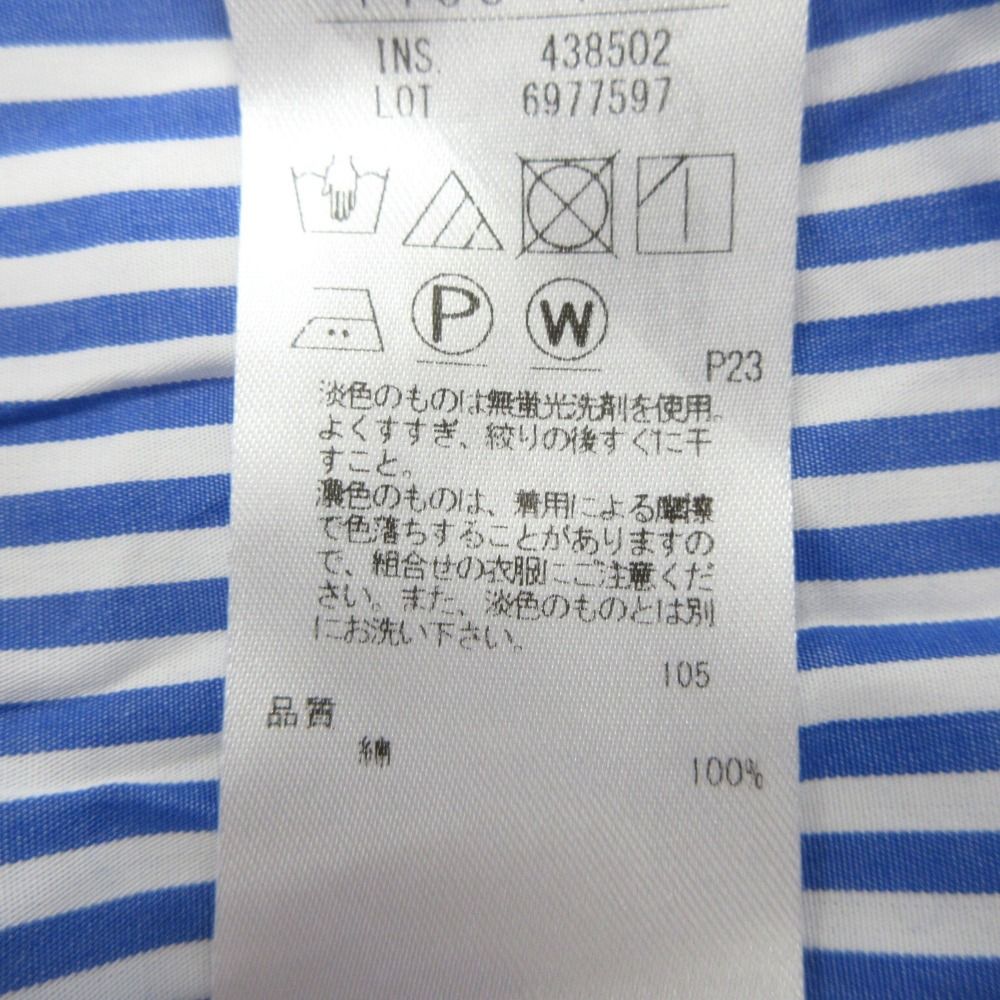 INS. 438502
LOT 6977597
P
W
P23
淡色のものは無蛍光洗剤を使用。
よくすすぎ、絞りの後すぐに干
すこと。
濃色のものは、着用による摩擦
で色落ちすることがありますの
で、組合せの衣服にご注意くだ
さい。また、淡色のものとは別
にお洗い下さい。
105
品質
綿 100%